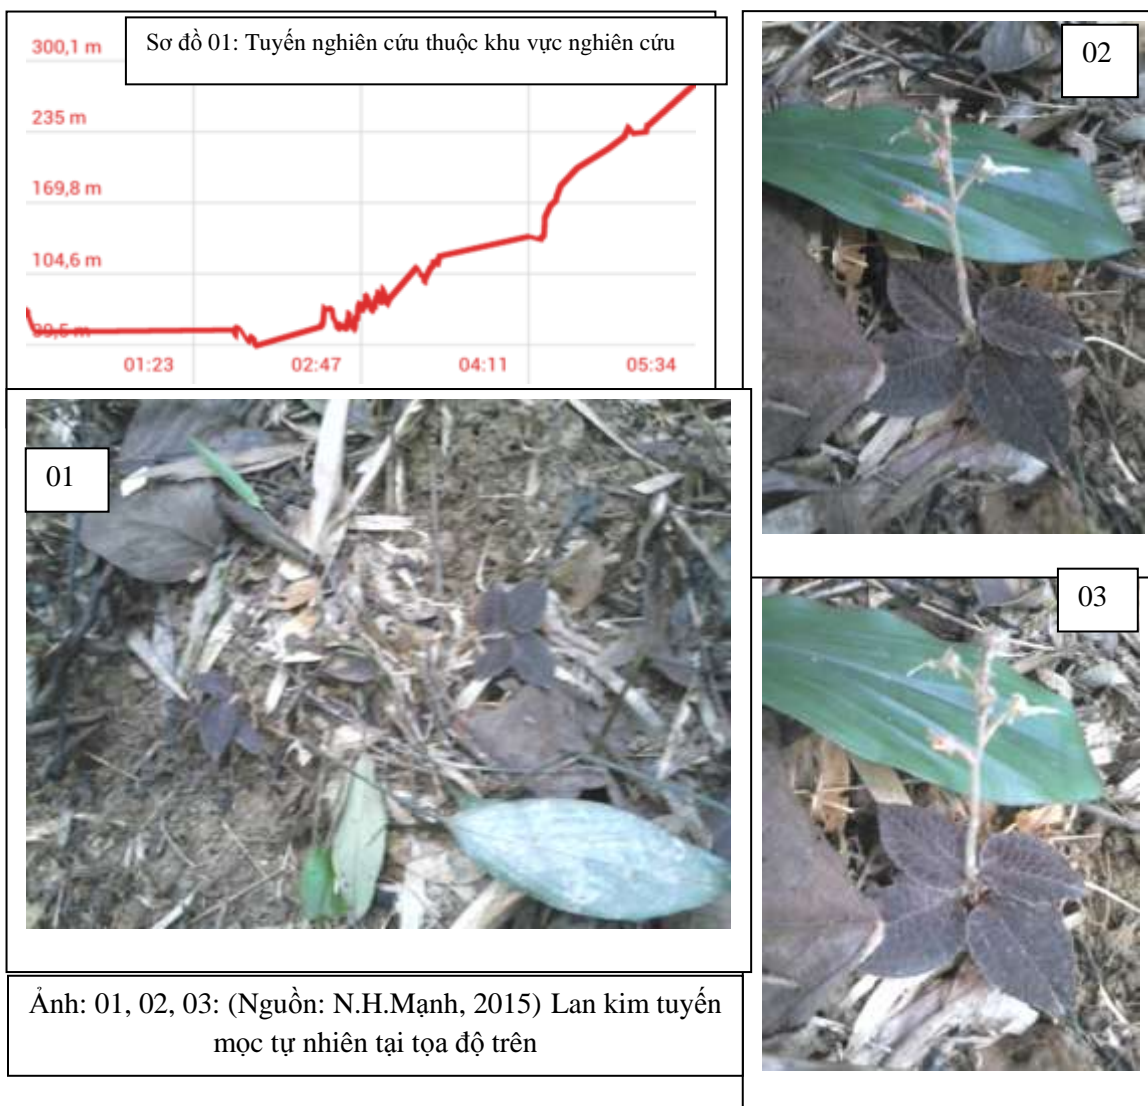 Sơ đồ 01: Tuyến nghiên cứu thuộc khu vực nghiên cứu
300,1 m
235 m
169,8 m
104,6 m
01:23
02:47
04:11
05:34
02
01
03
Ảnh: 01, 02, 03: (Nguồn: N.H.Mạnh, 2015) Lan kim tuyến
mọc tự nhiên tại tọa độ trên